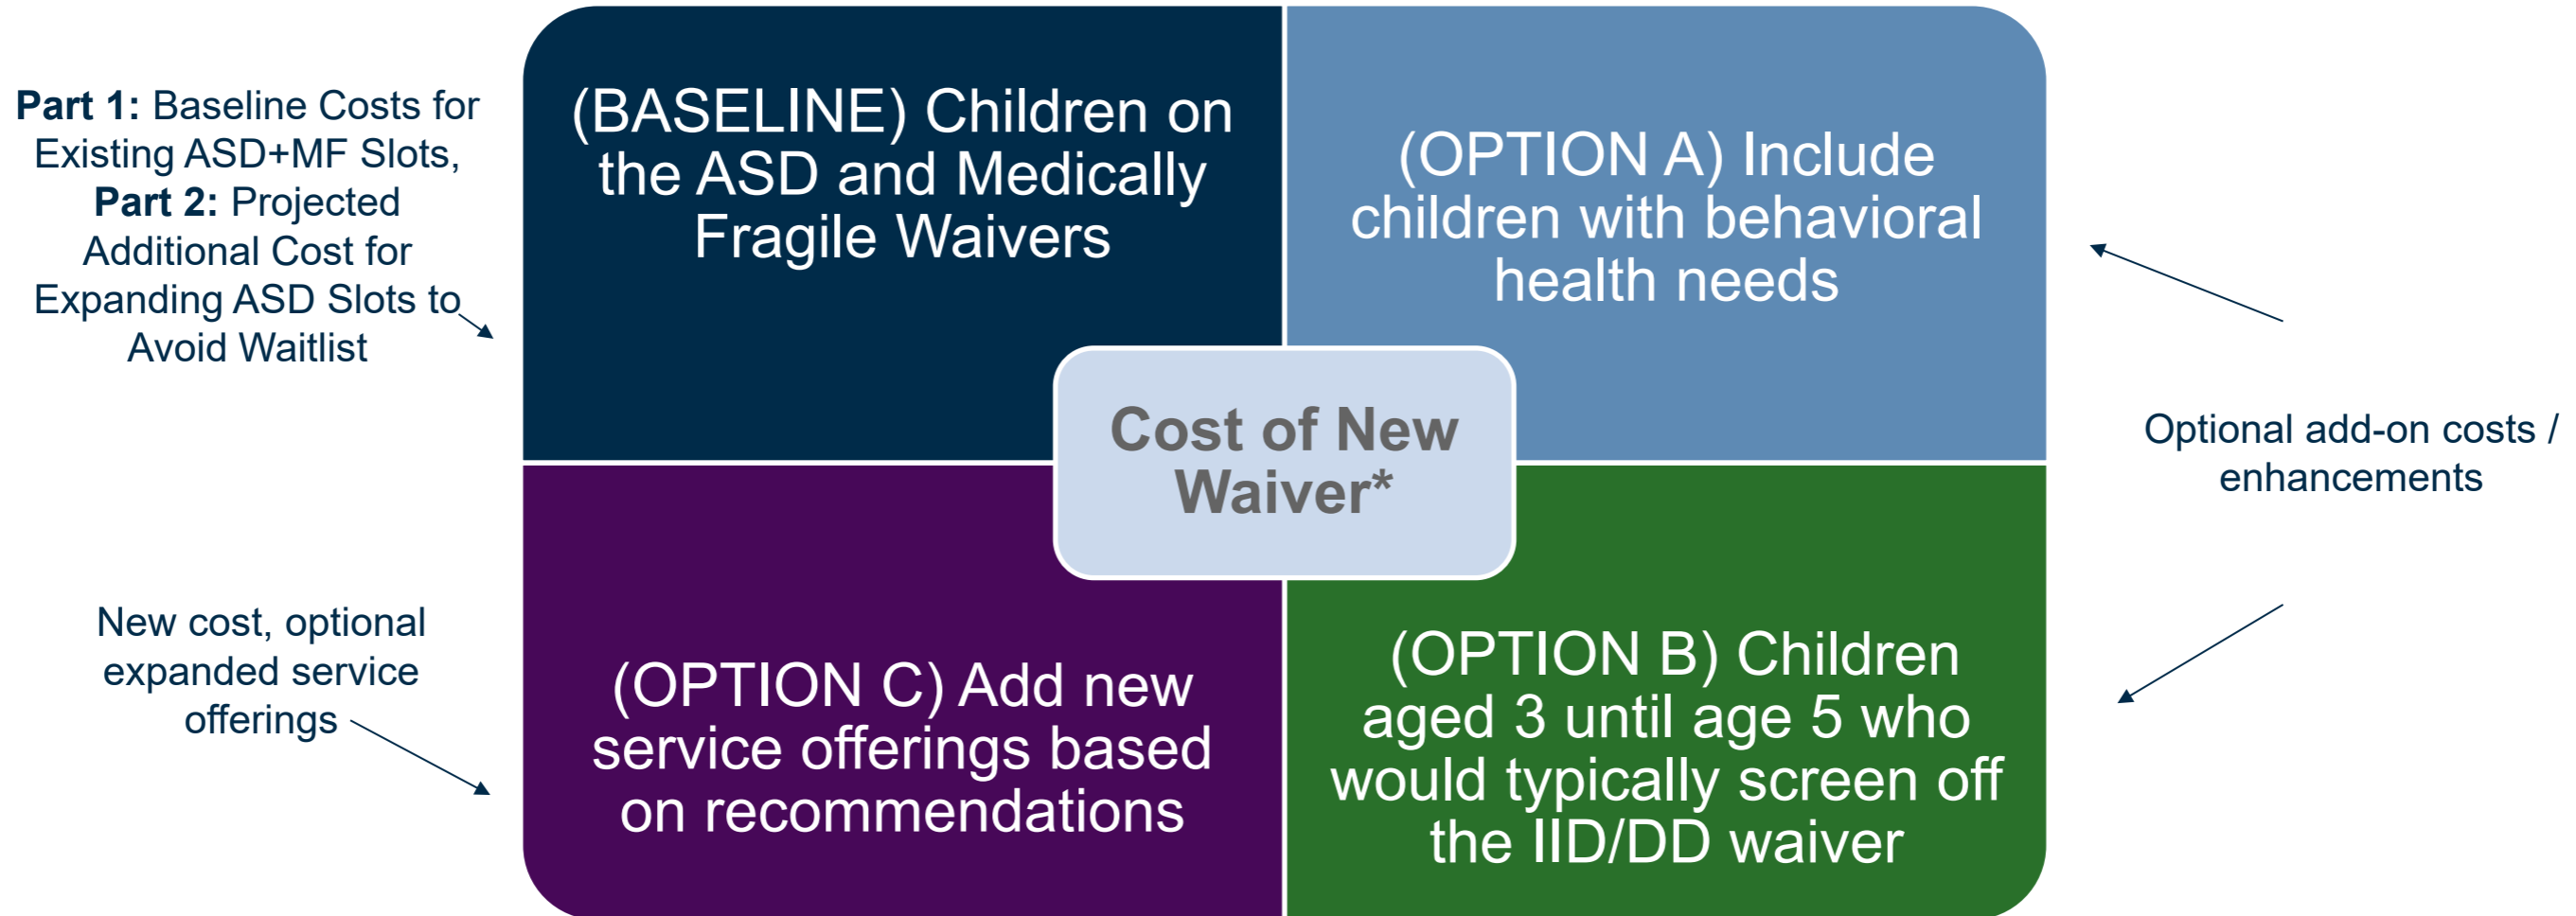 Part 1: Baseline Costs for
Existing ASD+MF Slots,
Part 2: Projected
Additional Cost for
Expanding ASD Slots to
Avoid Waitlist
(BASELINE) Children on
the ASD and Medically
Fragile Waivers
(OPTION A) Include
children with behavioral
health needs
Cost of New
Waiver*
Optional add-on costs /
enhancements
New cost, optional
expanded service
offerings
(OPTION C) Add new
service offerings based
on recommendations
(OPTION B) Children
aged 3 until age 5 who
would typically screen off
the IID/DD waiver